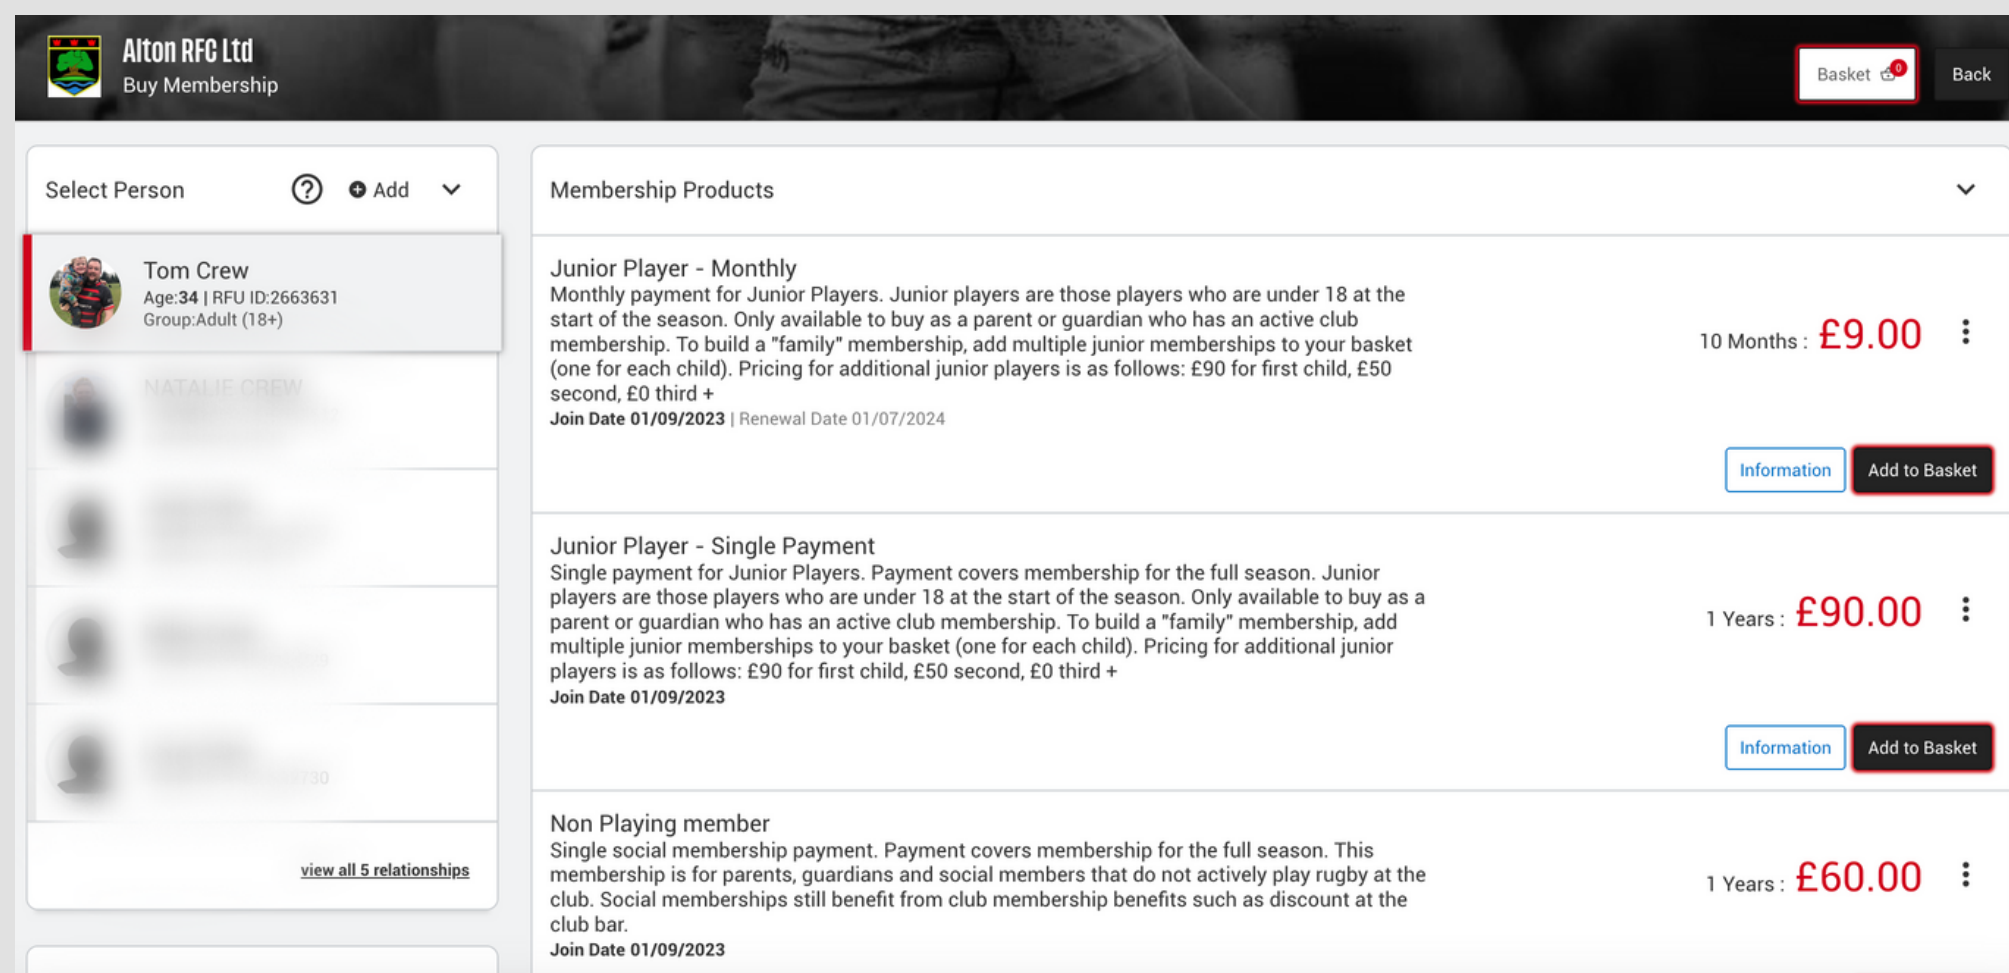 Alton RFC Ltd
Buy Membership
Basket 0
Back
Select Person ? Add
Tom Crew
Age:34 | RFU ID:2663631
Group:Adult (18+)
NATALIE CREW
730
view all 5 relationships
Membership Products
Junior Player - Monthly
Monthly payment for Junior Players. Junior players are those players who are under 18 at the
start of the season. Only available to buy as a parent or guardian who has an active club
membership. To build a "family" membership, add multiple junior memberships to your basket
(one for each child). Pricing for additional junior players is as follows: £90 for first child, £50
second, £0 third +
Join Date 01/09/2023 | Renewal Date 01/07/2024
10 Months : £9.00
Information
Add to Basket
Junior Player - Single Payment
Single payment for Junior Players. Payment covers membership for the full season. Junior
players are those players who are under 18 at the start of the season. Only available to buy as a
parent or guardian who has an active club membership. To build a "family" membership, add
multiple junior memberships to your basket (one for each child). Pricing for additional junior
players is as follows: £90 for first child, £50 second, £0 third +
Join Date 01/09/2023
1 Years : £90.00
Information
Add to Basket
Non Playing member
Single social membership payment. Payment covers membership for the full season. This
membership is for parents, guardians and social members that do not actively play rugby at the
club. Social memberships still benefit from club membership benefits such as discount at the
club bar.
Join Date 01/09/2023
1 Years : £60.00